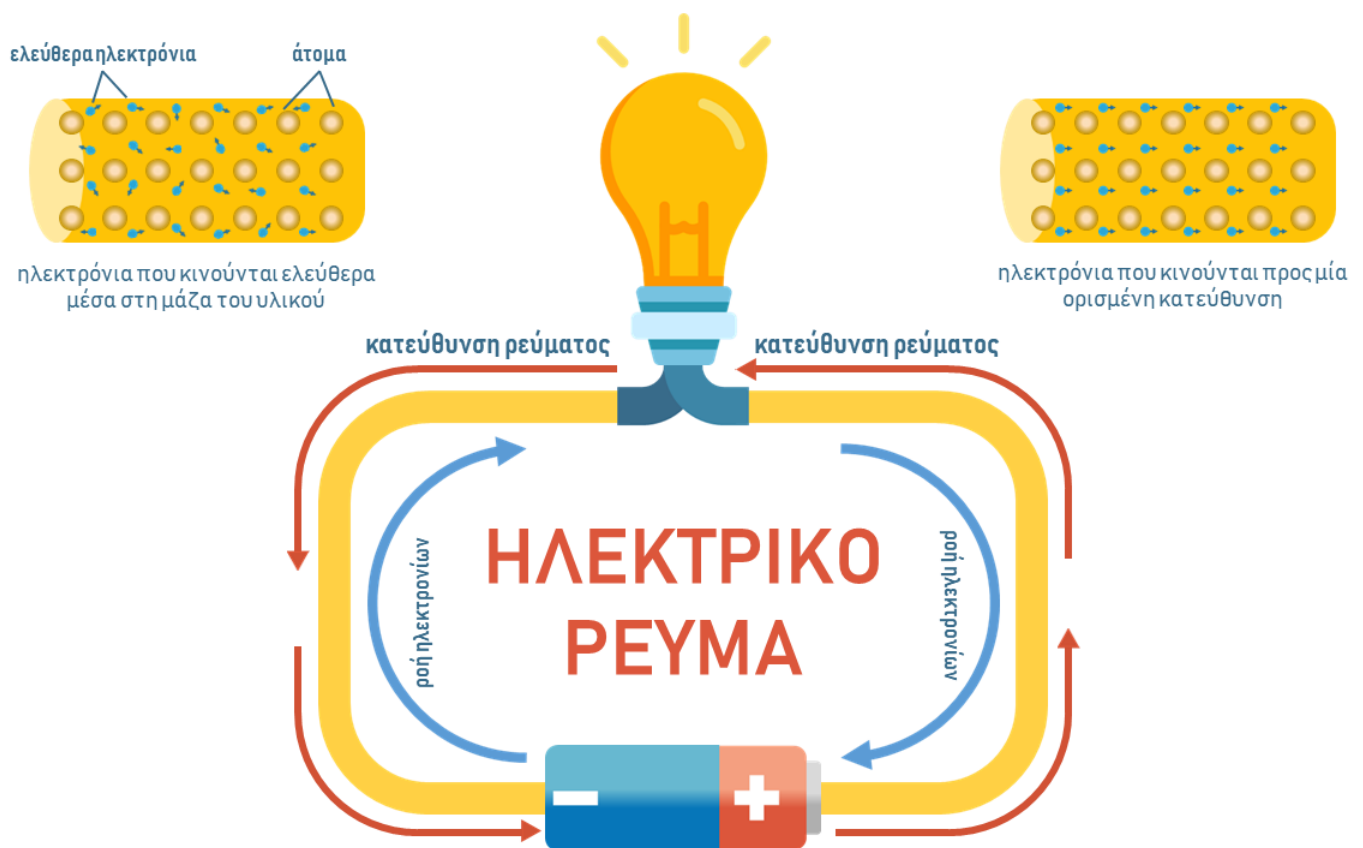 ελεύθερα ηλεκτρόνια
άτομα
ηλεκτρόνια που κινούνται ελεύθερα
μέσα στη μάζα του υλικού
ηλεκτρόνια που κινούνται προς μία
ορισμένη κατεύθυνση
κατεύθυνση ρεύματος
κατεύθυνση ρεύματος
ροή ηλεκτρονίων
ΗΛΕΚΤΡΙΚΟ
ΡΕΥΜΑ
ροή ηλεκτρονίων